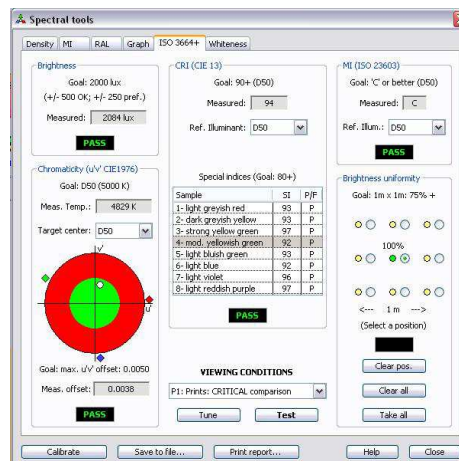 Spectral tools
Density MI RAL Graph ISO 3664+ Whiteness
Brightness
Goal: 2000 lux
(+/- 500 OK; +/- 250 pref.)
Measured: 2084 lux
PASS
Chromaticity (u'v' CIE1976)
Goal: D50 (5000 K)
Meas. Temp.: 4829 K
Target center: D50
v'
u'
Goal: max. u'v' offset: 0.0050
Meas. offset: 0.0038
PASS
CRI (CIE 13)
Goal: 90+ (D50)
Measured: 94
Ref. Illuminant: D50
Special indices (Goal: 80+)
Sample SI P/F
1- light greyish red 93 P
2- dark greyish yellow 93 P
3- strong yellow green 97 P
4- mod. yellowish green 92 P
5- light bluish green 93 P
6- light blue 92 P
7- light violet 96 P
8- light reddish purple 97 P
PASS
VIEWING CONDITIONS
P1: Prints: CRITICAL comparison
Tune Test
MI (ISO 23603)
Goal: 'C' or better (D50)
Measured: C
Ref. Illum.: D50
PASS
Brightness uniformity
Goal: 1m x 1m: 75% +
100%
<--- 1 m --->
(Select a position)
Clear pos.
Clear all
Take all
Calibrate Save to file... Print report... Help Close